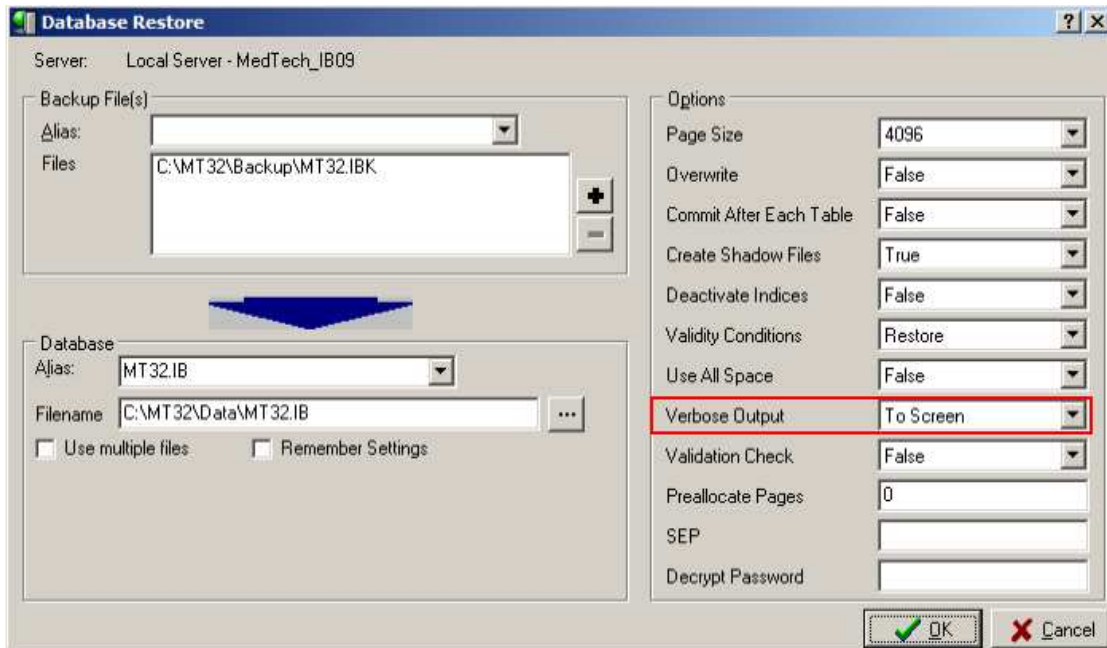 Database Restore
Server: Local Server - MedTech_IB09
Backup File(s)
Alias:
Files C:\MT32\Backup\MT32.IBK
Database
Alias: MT32.IB
Filename C:\MT32\Data\MT32.IB
Use multiple files Remember Settings
Options
Page Size 4096
Overwrite False
Commit After Each Table False
Create Shadow Files True
Deactivate Indices False
Validity Conditions Restore
Use All Space False
Verbose Output To Screen
Validation Check False
Preallocate Pages 0
SEP
Decrypt Password
OK Cancel